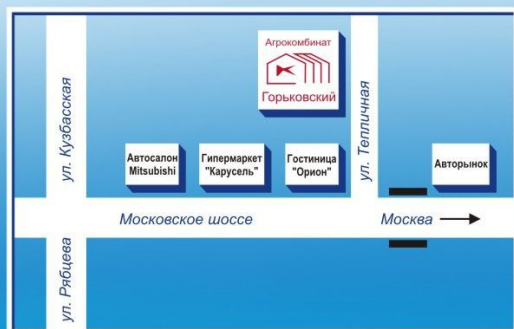 Агрокомбинат
Горьковский
ул. Кузбасская
ул. Тепличная
Автосалон
Mitsubishi
Гипермаркет
"Карусель"
Гостиница
"Орион"
Авторынок
Московское шоссе
Москва
ул. Рябцева